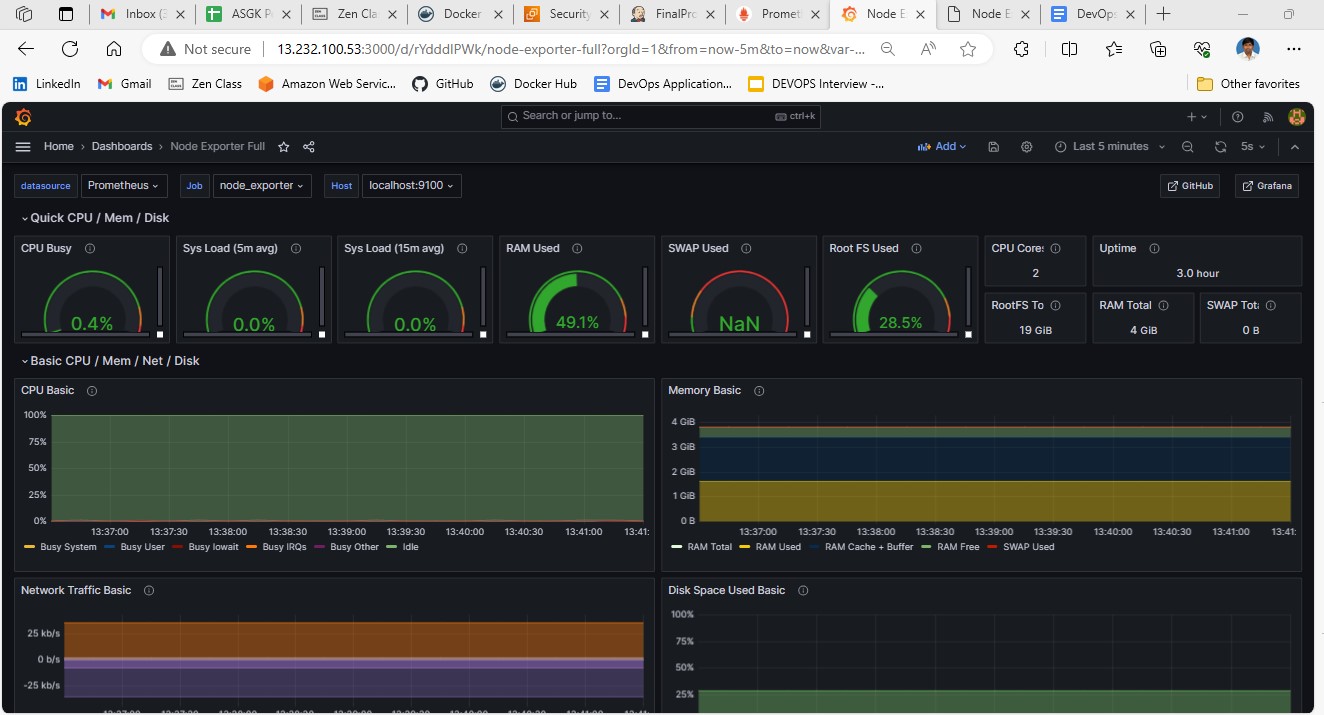 Inbox (3
ASGK P
Zen Cla
Docker
Security
FinalPro
Promet
Node E
Node E
DevOp
Not secure
13.232.100.53:3000/d/rYdddlPWk/node-exporter-full?orgId=1&from=now-5m&to=now&var-...
LinkedIn
Gmail
Zen Class
Amazon Web Servic...
GitHub
Docker Hub
DevOps Application...
DEVOPS Interview -...
Other favorites
Search or jump to...
ctrl+k
Home › Dashboards › Node Exporter Full
Add
Last 5 minutes
5s
datasource
Prometheus
Job
node_exporter
Host
localhost:9100
GitHub
Grafana
Quick CPU / Mem / Disk
CPU Busy
0.4%
Sys Load (5m avg)
0.0%
Sys Load (15m avg)
0.0%
RAM Used
49.1%
SWAP Used
NaN
Root FS Used
28.5%
CPU Cores
2
Uptime
3.0 hour
RootFS To
19 GiB
RAM Total
4 GiB
SWAP Tota
0 B
Basic CPU / Mem / Net / Disk
CPU Basic
100%
75%
50%
25%
0%
13:37:00 13:37:30 13:38:00 13:38:30 13:39:00 13:39:30 13:40:00 13:40:30 13:41:00 13:41:
Busy System Busy User Busy Iowait Busy IRQs Busy Other Idle
Memory Basic
4 GiB
3 GiB
2 GiB
1 GiB
0 B
13:37:00 13:37:30 13:38:00 13:38:30 13:39:00 13:39:30 13:40:00 13:40:30 13:41:00 13:41:
RAM Total RAM Used RAM Cache + Buffer RAM Free SWAP Used
Network Traffic Basic
25 kb/s
0 b/s
-25 kb/s
Disk Space Used Basic
100%
75%
50%
25%